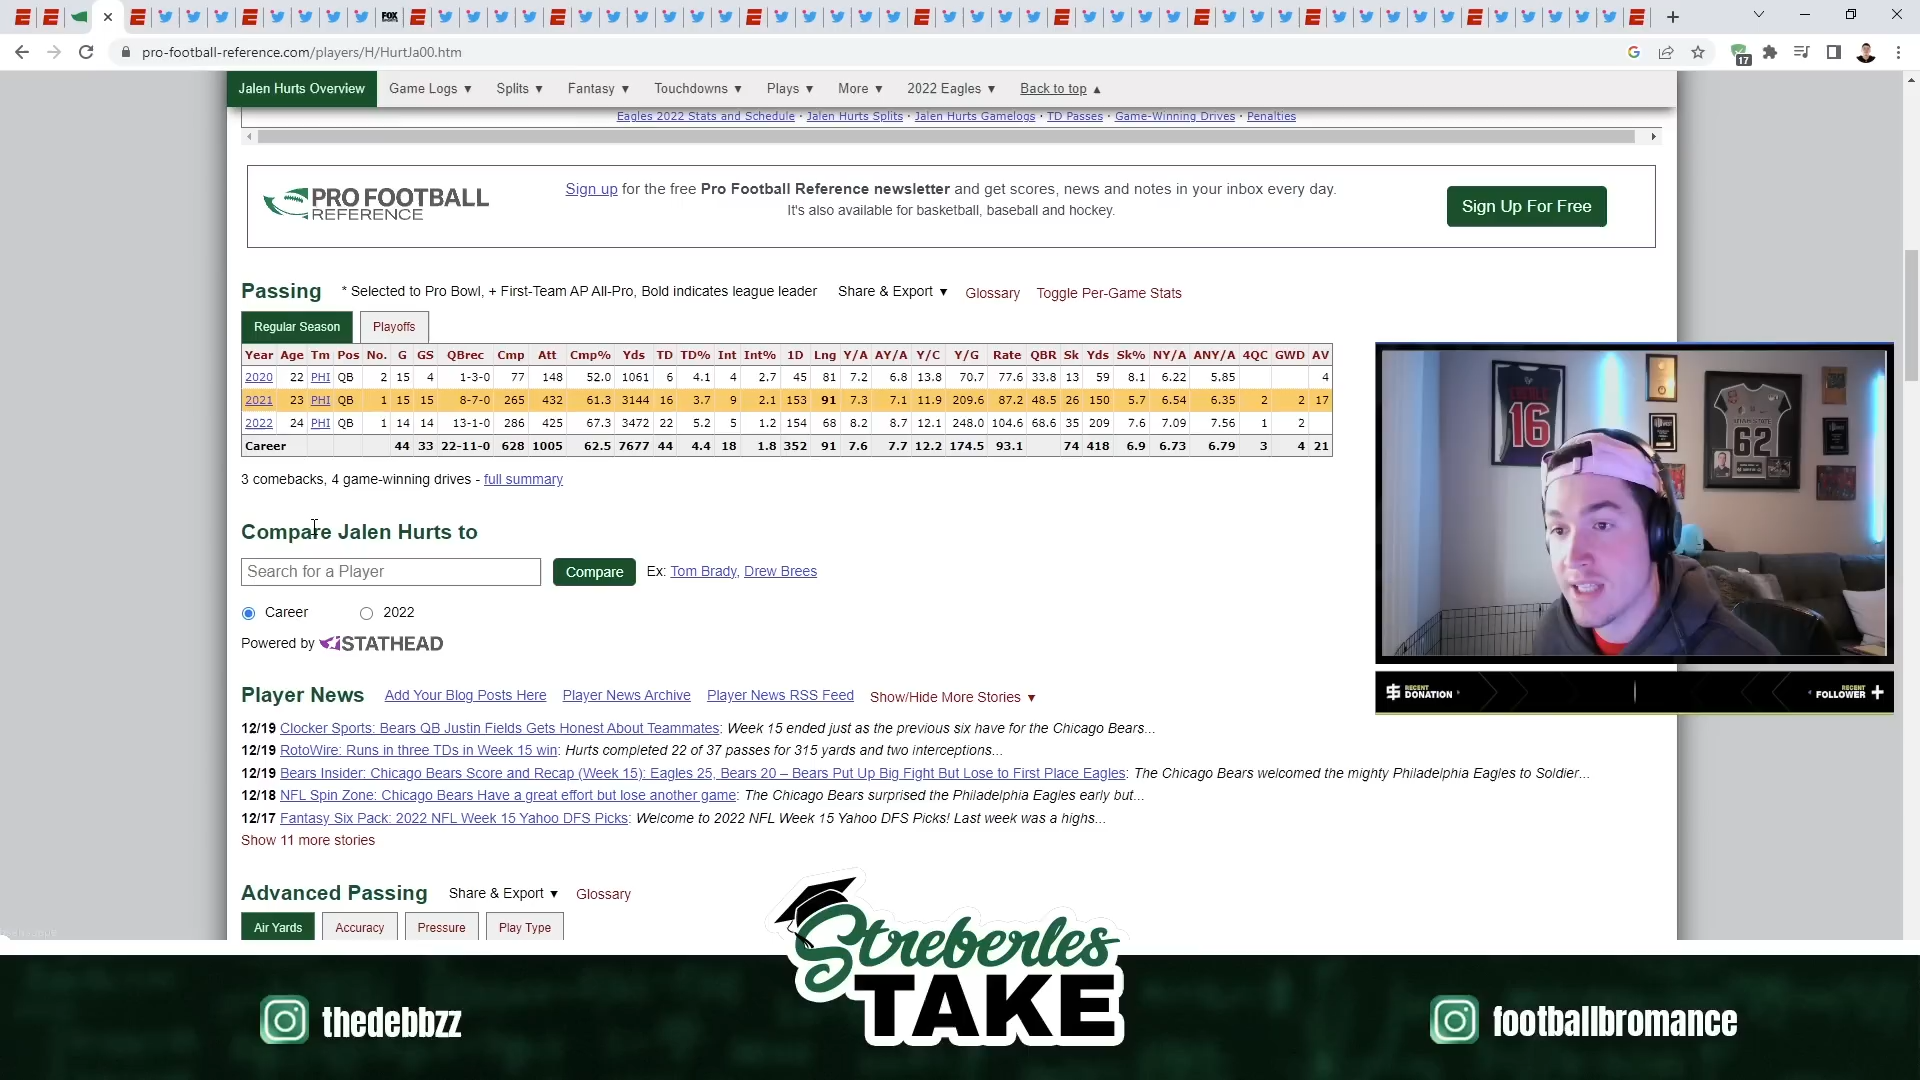 FOX
pro-football-reference.com/players/H/HurtJa00.htm
17
Jalen Hurts Overview Game Logs ▼ Splits ▼ Fantasy ▼ Touchdowns ▼ Plays ▼ More ▼ 2022 Eagles ▼ Back to top ▲
Eagles 2022 Stats and Schedule · Jalen Hurts Splits · Jalen Hurts Gamelogs · TD Passes · Game-Winning Drives · Penalties
PRO FOOTBALL
REFERENCE
Sign up for the free Pro Football Reference newsletter and get scores, news and notes in your inbox every day.
It's also available for basketball, baseball and hockey.
Sign Up For Free
Passing * Selected to Pro Bowl, + First-Team AP All-Pro, Bold indicates league leader Share & Export ▼ Glossary Toggle Per-Game Stats
Regular Season Playoffs
Year Age Tm Pos No. G GS QBrec Cmp Att Cmp% Yds TD TD% Int Int% 1D Lng Y/A AY/A Y/C Y/G Rate QBR Sk Yds Sk% NY/A ANY/A 4QC GWD AV
2020 22 PHI QB 2 15 4 1-3-0 77 148 52.0 1061 6 4.1 4 2.7 45 81 7.2 6.8 13.8 70.7 77.6 33.8 13 59 8.1 6.22 5.85 4
2021 23 PHI QB 1 15 15 8-7-0 265 432 61.3 3144 16 3.7 9 2.1 153 91 7.3 7.1 11.9 209.6 87.2 48.5 26 150 5.7 6.54 6.35 2 2 17
2022 24 PHI QB 1 14 14 13-1-0 286 425 67.3 3472 22 5.2 5 1.2 154 68 8.2 8.7 12.1 248.0 104.6 68.6 35 209 7.6 7.09 7.56 1 2
Career 44 33 22-11-0 628 1005 62.5 7677 44 4.4 18 1.8 352 91 7.6 7.7 12.2 174.5 93.1 74 418 6.9 6.73 6.79 3 4 21
3 comebacks, 4 game-winning drives - full summary
Compare Jalen Hurts to
Search for a Player Compare Ex: Tom Brady, Drew Brees
Career 2022
Powered by STATHEAD
Player News Add Your Blog Posts Here Player News Archive Player News RSS Feed Show/Hide More Stories ▼
12/19 Clocker Sports: Bears QB Justin Fields Gets Honest About Teammates: Week 15 ended just as the previous six have for the Chicago Bears...
12/19 RotoWire: Runs in three TDs in Week 15 win: Hurts completed 22 of 37 passes for 315 yards and two interceptions...
12/19 Bears Insider: Chicago Bears Score and Recap (Week 15): Eagles 25, Bears 20 – Bears Put Up Big Fight But Lose to First Place Eagles: The Chicago Bears welcomed the mighty Philadelphia Eagles to Soldier...
12/18 NFL Spin Zone: Chicago Bears Have a great effort but lose another game: The Chicago Bears surprised the Philadelphia Eagles early but...
12/17 Fantasy Six Pack: 2022 NFL Week 15 Yahoo DFS Picks: Welcome to 2022 NFL Week 15 Yahoo DFS Picks! Last week was a highs...
Show 11 more stories
Advanced Passing Share & Export ▼ Glossary
Air Yards Accuracy Pressure Play Type
16
62
RECENT DONATION
RECENT FOLLOWER
Streberles
TAKE
thedebbzz
footballbromance